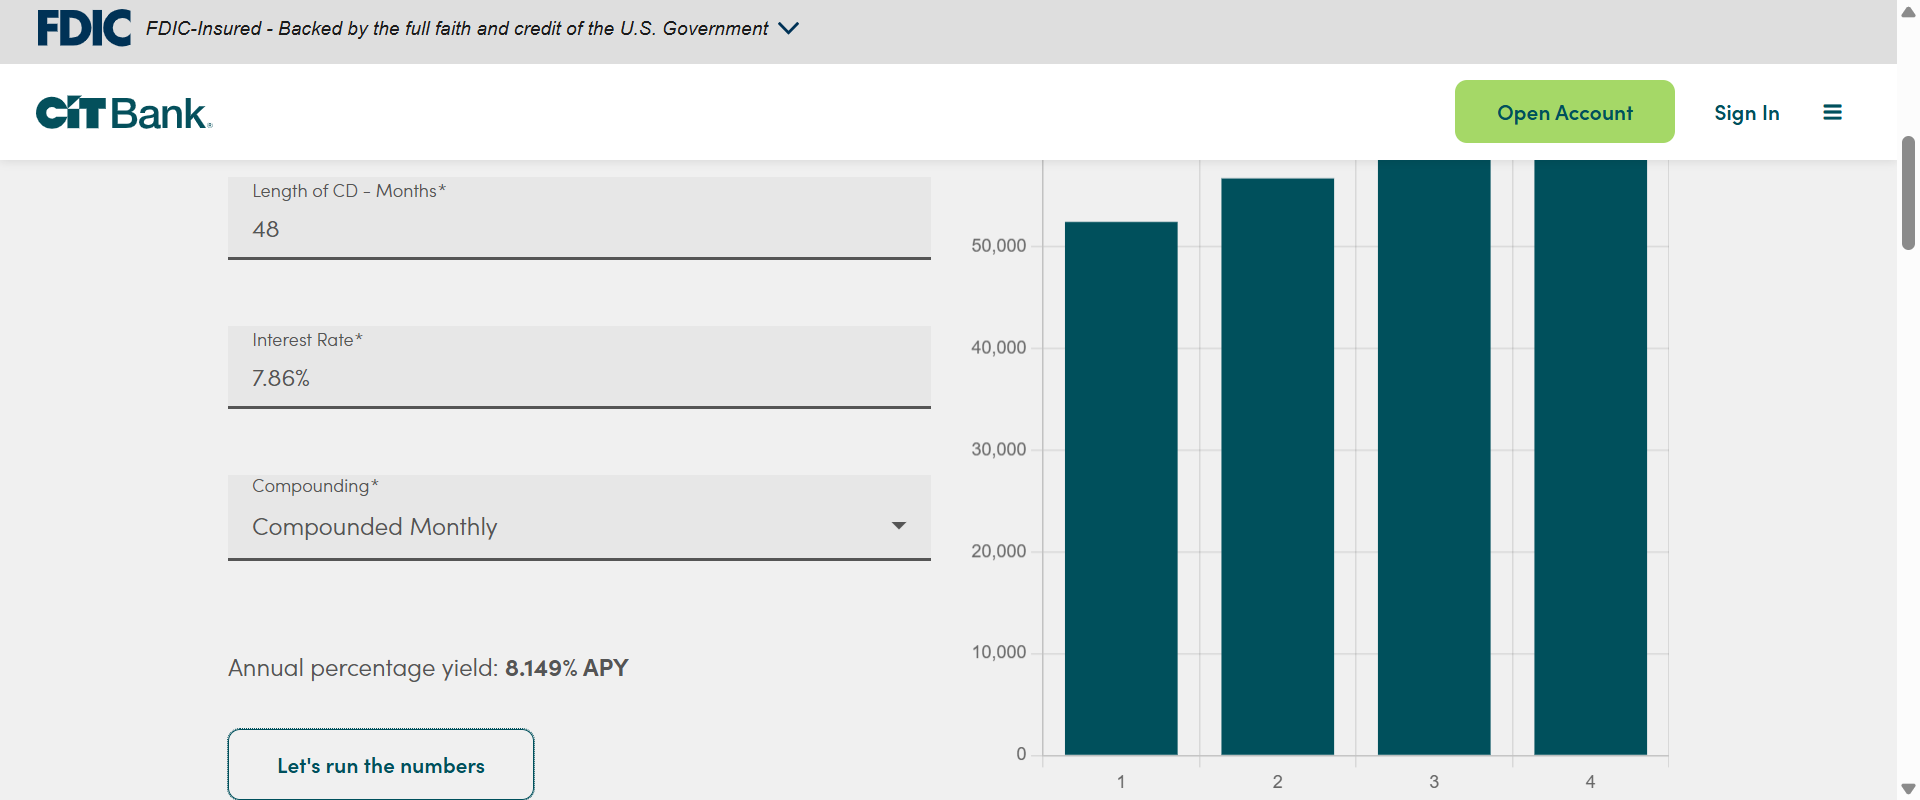 FDIC FDIC-Insured - Backed by the full faith and credit of the U.S. Government
CIT Bank®
Open Account
Sign In
Length of CD - Months*
48
Interest Rate*
7.86%
Compounding*
Compounded Monthly
Annual percentage yield: 8.149% APY
Let's run the numbers
50,000
40,000
30,000
20,000
10,000
0
1 2 3 4